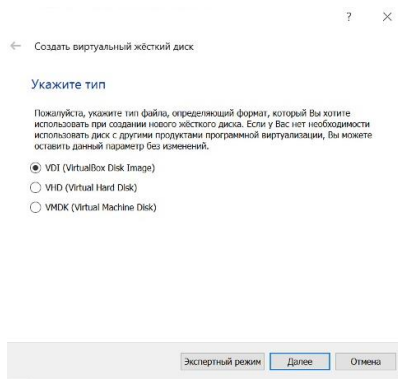 ?
Создать виртуальный жёсткий диск
Укажите тип
Пожалуйста, укажите тип файла, определяющий формат, который Вы хотите
использовать при создании нового жёсткого диска. Если у Вас нет необходимости
использовать диск с другими продуктами программной виртуализации, Вы можете
оставить данный параметр без изменений.
VDI (VirtualBox Disk Image)
VHD (Virtual Hard Disk)
VMDK (Virtual Machine Disk)
Экспертный режим Далее Отмена